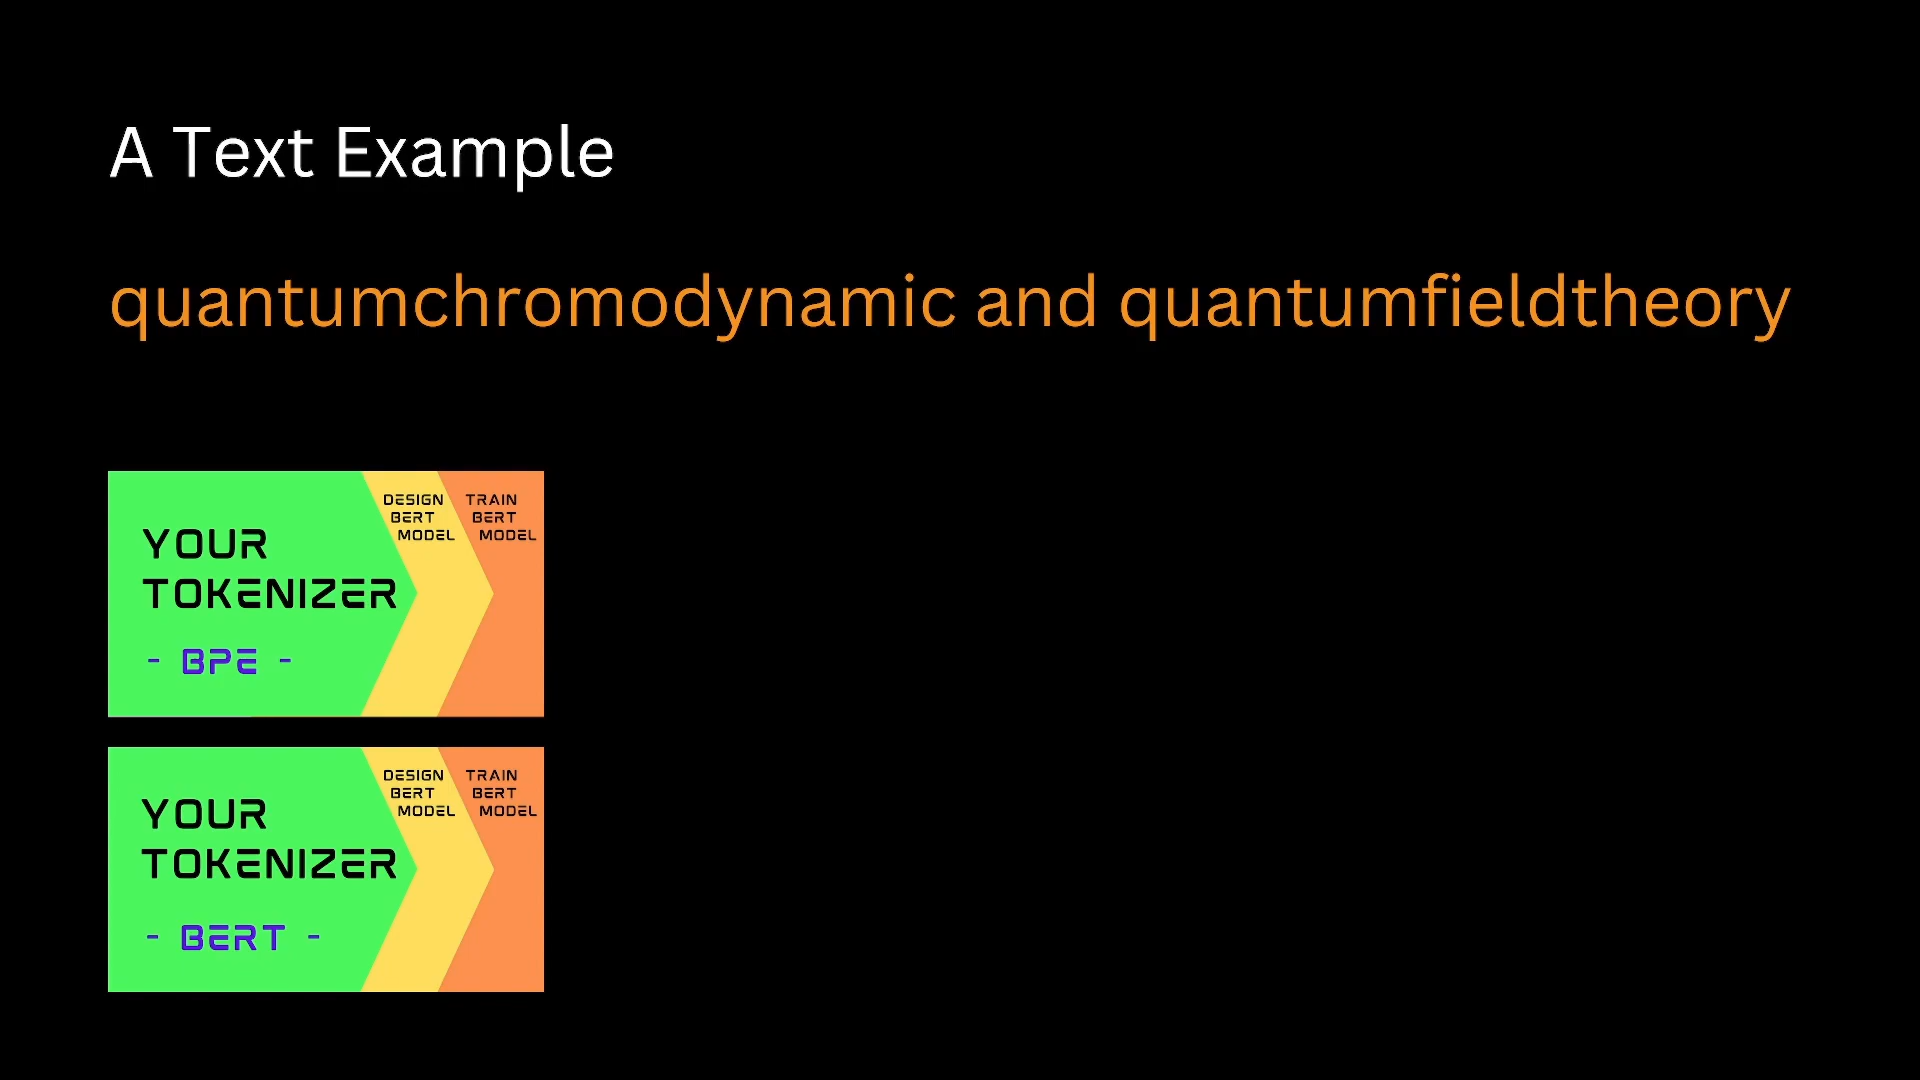 A Text Example
quantumchromodynamic and quantumfieldtheory
YOUR
TOKENIZER
- BPE -
DESIGN
BERT
MODEL
TRAIN
BERT
MODEL
YOUR
TOKENIZER
- BERT -
DESIGN
BERT
MODEL
TRAIN
BERT
MODEL